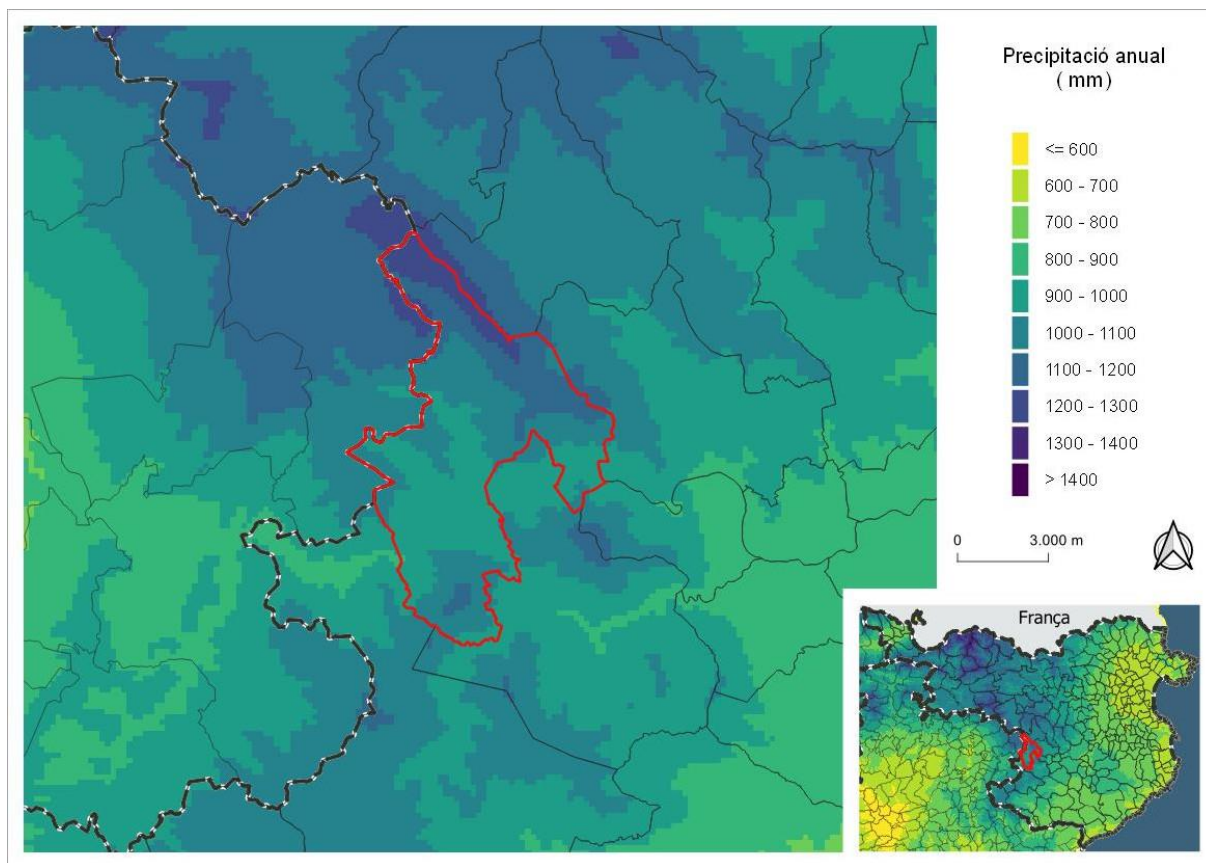 Precipitació anual
( mm)
<= 600
600 - 700
700 - 800
800 - 900
900 - 1000
1000 - 1100
1100 - 1200
1200 - 1300
1300 - 1400
> 1400
0 3.000 m
França